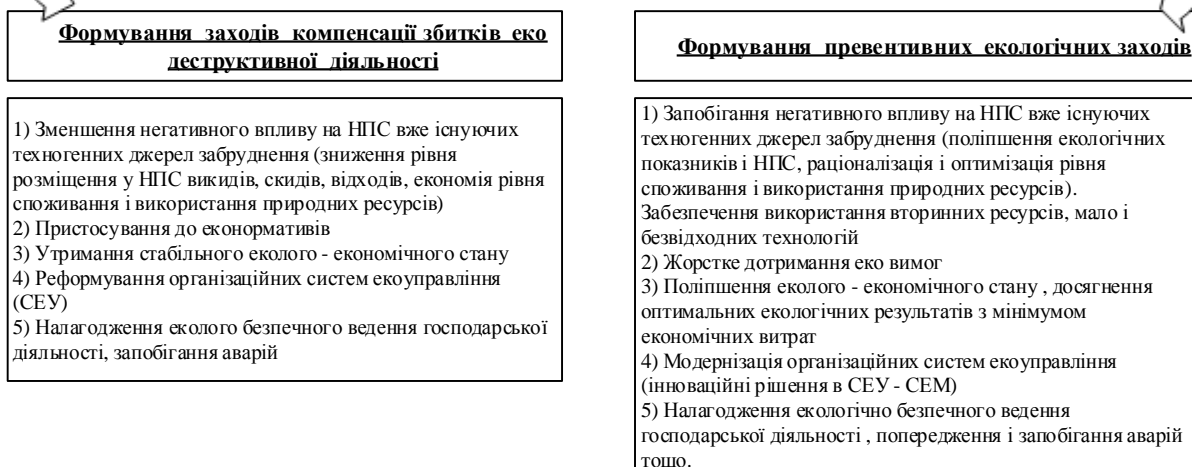 Формування заходів компенсації збитків еко
деструктивної діяльності
1) Зменшення негативного впливу на НПС вже існуючих
техногенних джерел забруднення (зниження рівня
розміщення у НПС викидів, скидів, відходів, економія рівня
споживання і використання природних ресурсів)
2) Пристосування до еконормативів
3) Утримання стабільного еколого - економічного стану
4) Реформування організаційних систем екоуправління
(СЕУ)
5) Налагодження еколого безпечного ведення господарської
діяльності, запобігання аварій
Формування превентивних екологічних заходів
1) Запобігання негативного впливу на НПС вже існуючих
техногенних джерел забруднення (поліпшення екологічних
показників і НПС, раціоналізація і оптимізація рівня
споживання і використання природних ресурсів).
Забезпечення використання вторинних ресурсів, мало і
безвідходних технологій
2) Жорстке дотримання еко вимог
3) Поліпшення еколого - економічного стану , досягнення
оптимальних екологічних результатів з мінімумом
економічних витрат
4) Модернізація організаційних систем екоуправління
(інноваційні рішення в СЕУ - СЕМ)
5) Налагодження екологічно безпечного ведення
господарської діяльності , попередження і запобігання аварій
тощо.